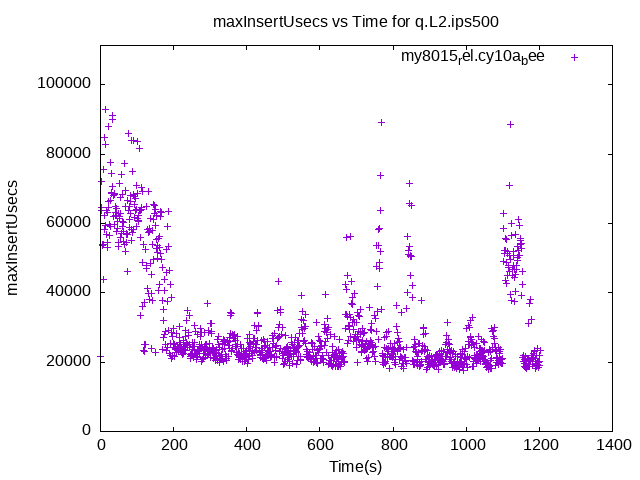 maxInsertUsecs vs Time for q.L2.ips500
my8015rel.cy10abee
100000
80000
60000
40000
20000
0
maxInsertUsecs
0 200 400 600 800 1000 1200 1400
Time(s)